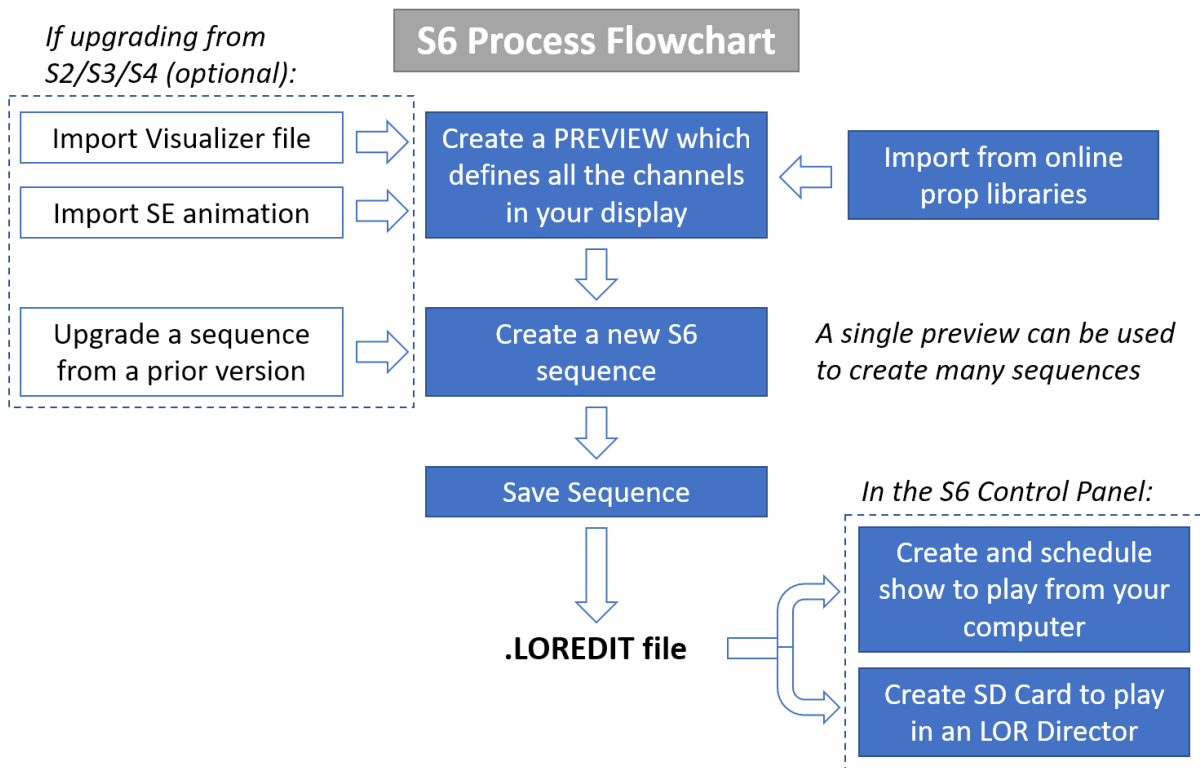 S6 Process Flowchart
If upgrading from
S2/S3/S4 (optional):
Import Visualizer file
Import SE animation
Upgrade a sequence
from a prior version
Create a PREVIEW which
defines all the channels
in your display
Import from online
prop libraries
Create a new S6
sequence
A single preview can be used
to create many sequences
Save Sequence
.LOREDIT file
In the S6 Control Panel:
Create and schedule
show to play from your
computer
Create SD Card to play
in an LOR Director